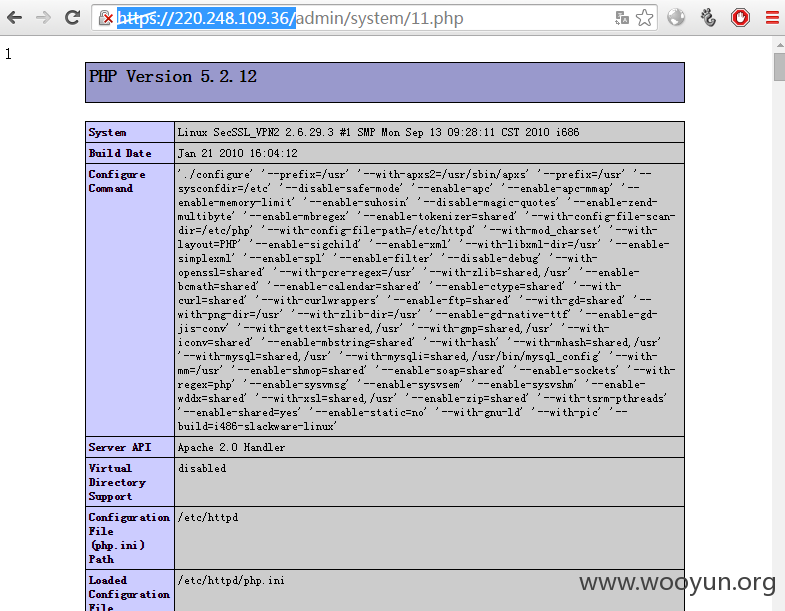 https://220.248.109.36/admin/system/11.php
1
PHP Version 5.2.12
System
Linux SecSSL_VPN2 2.6.29.3 #1 SMP Mon Sep 13 09:28:11 CST 2010 i686
Build Date
Jan 21 2010 16:04:12
Configure
Command
'./configure' '--prefix=/usr' '--with-apxs2=/usr/sbin/apxs' '--prefix=/usr' '--
sysconfdir=/etc' '--disable-safe-mode' '--enable-apc' '--enable-apc-mmap' '--
enable-memory-limit' '--enable-suhosin' '--disable-magic-quotes' '--enable-zend-
multibyte' '--enable-mbregex' '--enable-tokenizer=shared' '--with-config-file-scan-
dir=/etc/php' '--with-config-file-path=/etc/httpd' '--with-mod_charset' '--with-
layout=PHP' '--enable-sigchild' '--enable-xml' '--with-libxml-dir=/usr' '--enable-
simplexml' '--enable-spl' '--enable-filter' '--disable-debug' '--with-
openssl=shared' '--with-pcre-regex=/usr' '--with-zlib=shared,/usr' '--enable-
bcmath=shared' '--enable-calendar=shared' '--enable-ctype=shared' '--with-
curl=shared' '--with-curlwrappers' '--enable-ftp=shared' '--with-gd=shared' '--
with-png-dir=/usr' '--with-zlib-dir=/usr' '--enable-gd-native-ttf' '--enable-gd-
jis-conv' '--with-gettext=shared,/usr' '--with-gmp=shared,/usr' '--with-
iconv=shared' '--enable-mbstring=shared' '--with-hash' '--with-mhash=shared,/usr'
'--with-mysql=shared,/usr' '--with-mysqli=shared,/usr/bin/mysql_config' '--with-
mm=/usr' '--enable-shmop=shared' '--enable-soap=shared' '--enable-sockets' '--with-
regex=php' '--enable-sysvmsg' '--enable-sysvsem' '--enable-sysvshm' '--enable-
wddx=shared' '--with-xsl=shared,/usr' '--enable-zip=shared' '--with-tsrm-pthreads'
'--enable-shared=yes' '--enable-static=no' '--with-gnu-ld' '--with-pic' '--
build=i486-slackware-linux'
Server API
Apache 2.0 Handler
Virtual
Directory
Support
disabled
Configuration
File
(php.ini)
Path
/etc/httpd
Loaded
Configuration
File
/etc/httpd/php.ini
www.wooyun.org